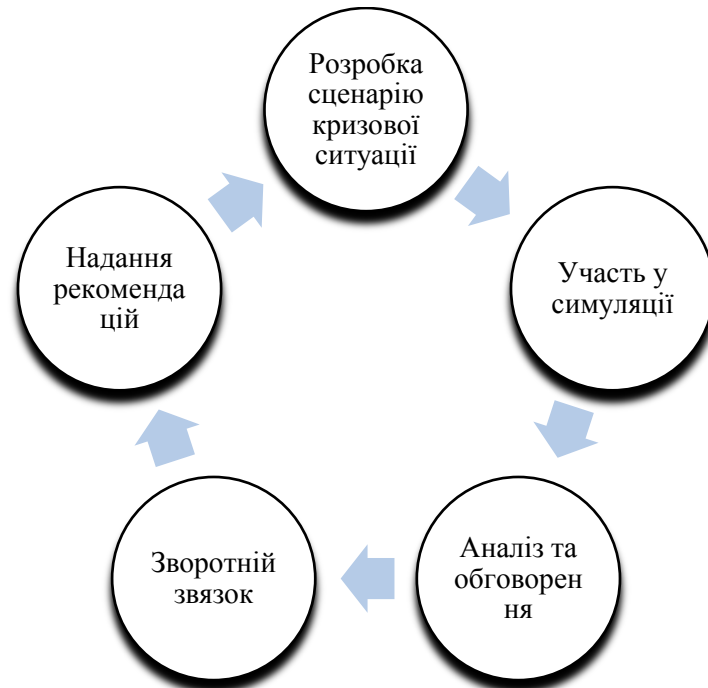 Розробка
сценарію
кризової
ситуації
Участь у
симуляції
Аналіз та
обговорен
ня
Зворотній
звязок
Надання
рекоменда
цій